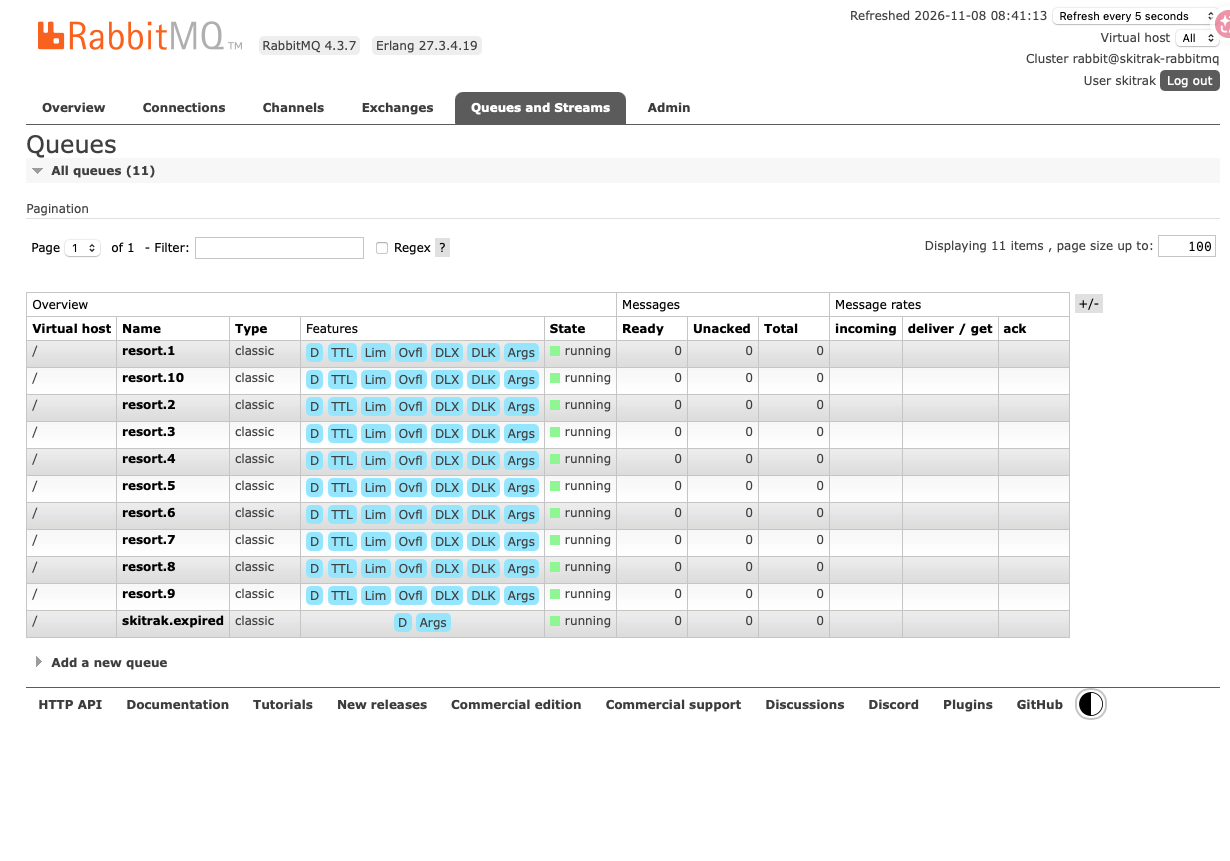 Refreshed 2026-11-08 08:41:13 Refresh every 5 seconds
RabbitMQ TM RabbitMQ 4.3.7 Erlang 27.3.4.19
Virtual host All
Cluster rabbit@skitrak-rabbitmq
User skitrak Log out
Overview Connections Channels Exchanges Queues and Streams Admin
Queues
All queues (11)
Pagination
Page 1 of 1 - Filter: Regex ? Displaying 11 items , page size up to: 100
Overview Messages Message rates +/-
Virtual host Name Type Features State Ready Unacked Total incoming deliver / get ack
/ resort.1 classic D TTL Lim Ovfl DLX DLK Args running 0 0 0
/ resort.10 classic D TTL Lim Ovfl DLX DLK Args running 0 0 0
/ resort.2 classic D TTL Lim Ovfl DLX DLK Args running 0 0 0
/ resort.3 classic D TTL Lim Ovfl DLX DLK Args running 0 0 0
/ resort.4 classic D TTL Lim Ovfl DLX DLK Args running 0 0 0
/ resort.5 classic D TTL Lim Ovfl DLX DLK Args running 0 0 0
/ resort.6 classic D TTL Lim Ovfl DLX DLK Args running 0 0 0
/ resort.7 classic D TTL Lim Ovfl DLX DLK Args running 0 0 0
/ resort.8 classic D TTL Lim Ovfl DLX DLK Args running 0 0 0
/ resort.9 classic D TTL Lim Ovfl DLX DLK Args running 0 0 0
/ skitrak.expired classic D Args running 0 0 0
Add a new queue
HTTP API Documentation Tutorials New releases Commercial edition Commercial support Discussions Discord Plugins GitHub